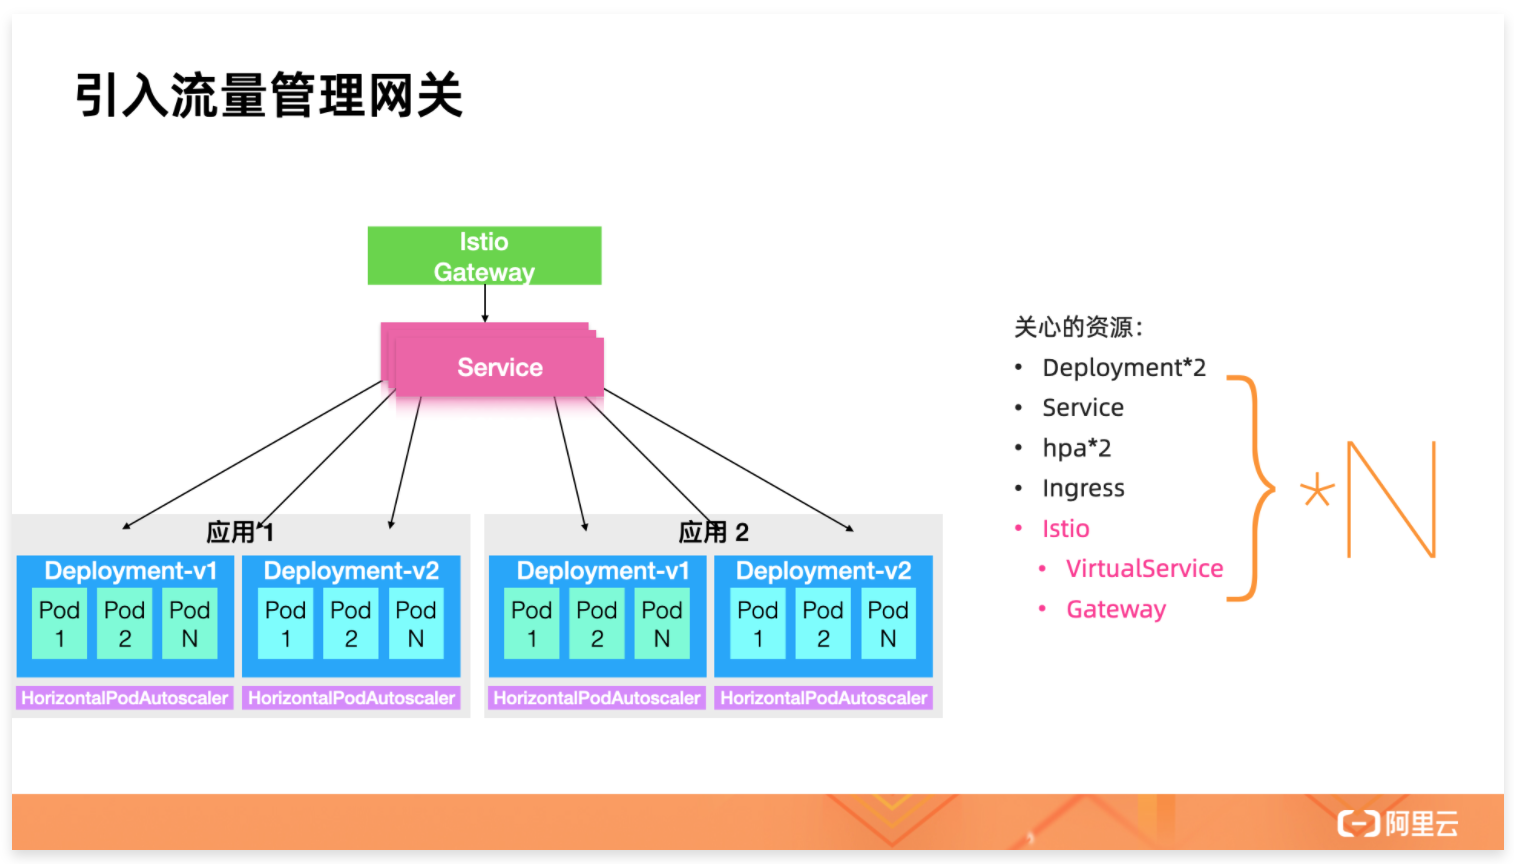 引入流量管理网关
Istio
Gateway
Service
应用 1
Deployment-v1
Pod
1
Pod
2
Pod
N
HorizontalPodAutoscaler
Deployment-v2
Pod
1
Pod
2
Pod
N
HorizontalPodAutoscaler
应用 2
Deployment-v1
Pod
1
Pod
2
Pod
N
HorizontalPodAutoscaler
Deployment-v2
Pod
1
Pod
2
Pod
N
HorizontalPodAutoscaler
关心的资源:
• Deployment*2
• Service
• hpa*2
• Ingress
• Istio
• VirtualService
• Gateway
*N
阿里云